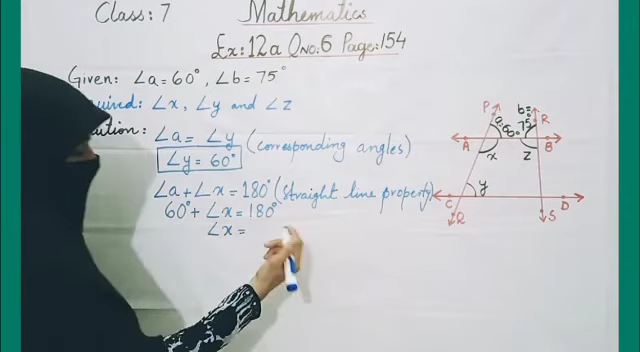 Class: 7
Mathematics
Ex: 12a Q No: 6 Page: 154
Given: ∠a = 60°, ∠b = 75°
∠x, ∠y and ∠z
∠a = ∠y (corresponding angles)
∠y = 60°
∠a + ∠x = 180° (straight line property)
60° + ∠x = 180°
∠x =
P
b=
75°
R
60°
A
B
x
z
y
C
D
Q
S